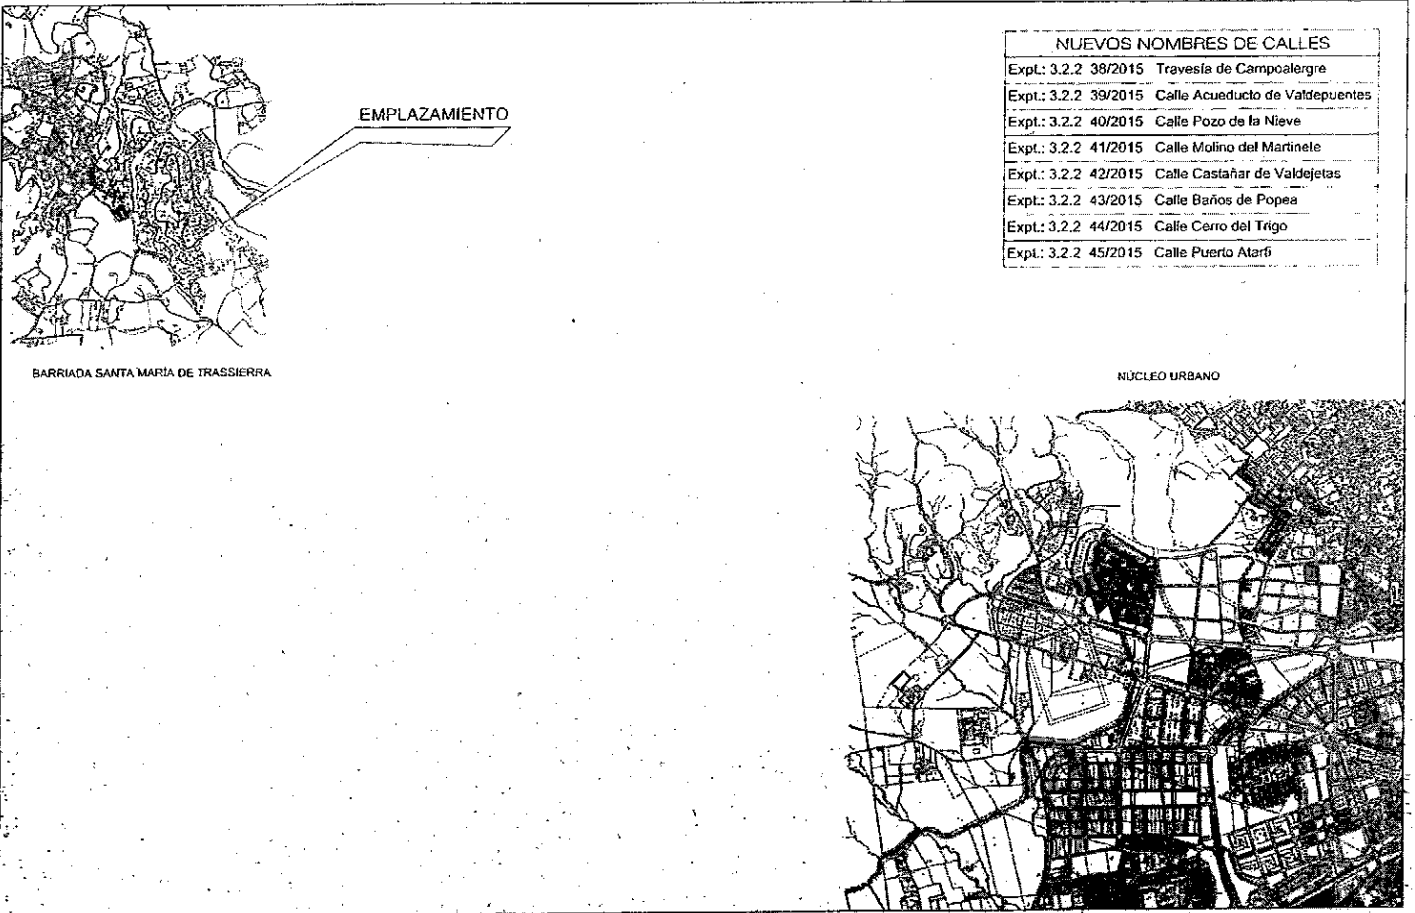 EMPLAZAMIENTO
BARRIADA SANTA MARÍA DE TRASSIERRA
NUEVOS NOMBRES DE CALLES
Expt.: 3.2.2 38/2015 Travesía de Campoalergre
Expt.: 3.2.2 39/2015 Calle Acueducto de Valdepuentes
Expt.: 3.2.2 40/2015 Calle Pozo de la Nieve
Expt.: 3.2.2 41/2015 Calle Molino del Martinete
Expt.: 3.2.2 42/2015 Calle Castañar de Valdejetas
Expt.: 3.2.2 43/2015 Calle Baños de Popea
Expt.: 3.2.2 44/2015 Calle Cerro del Trigo
Expt.: 3.2.2 45/2015 Calle Puerto Atarfi
NÚCLEO URBANO